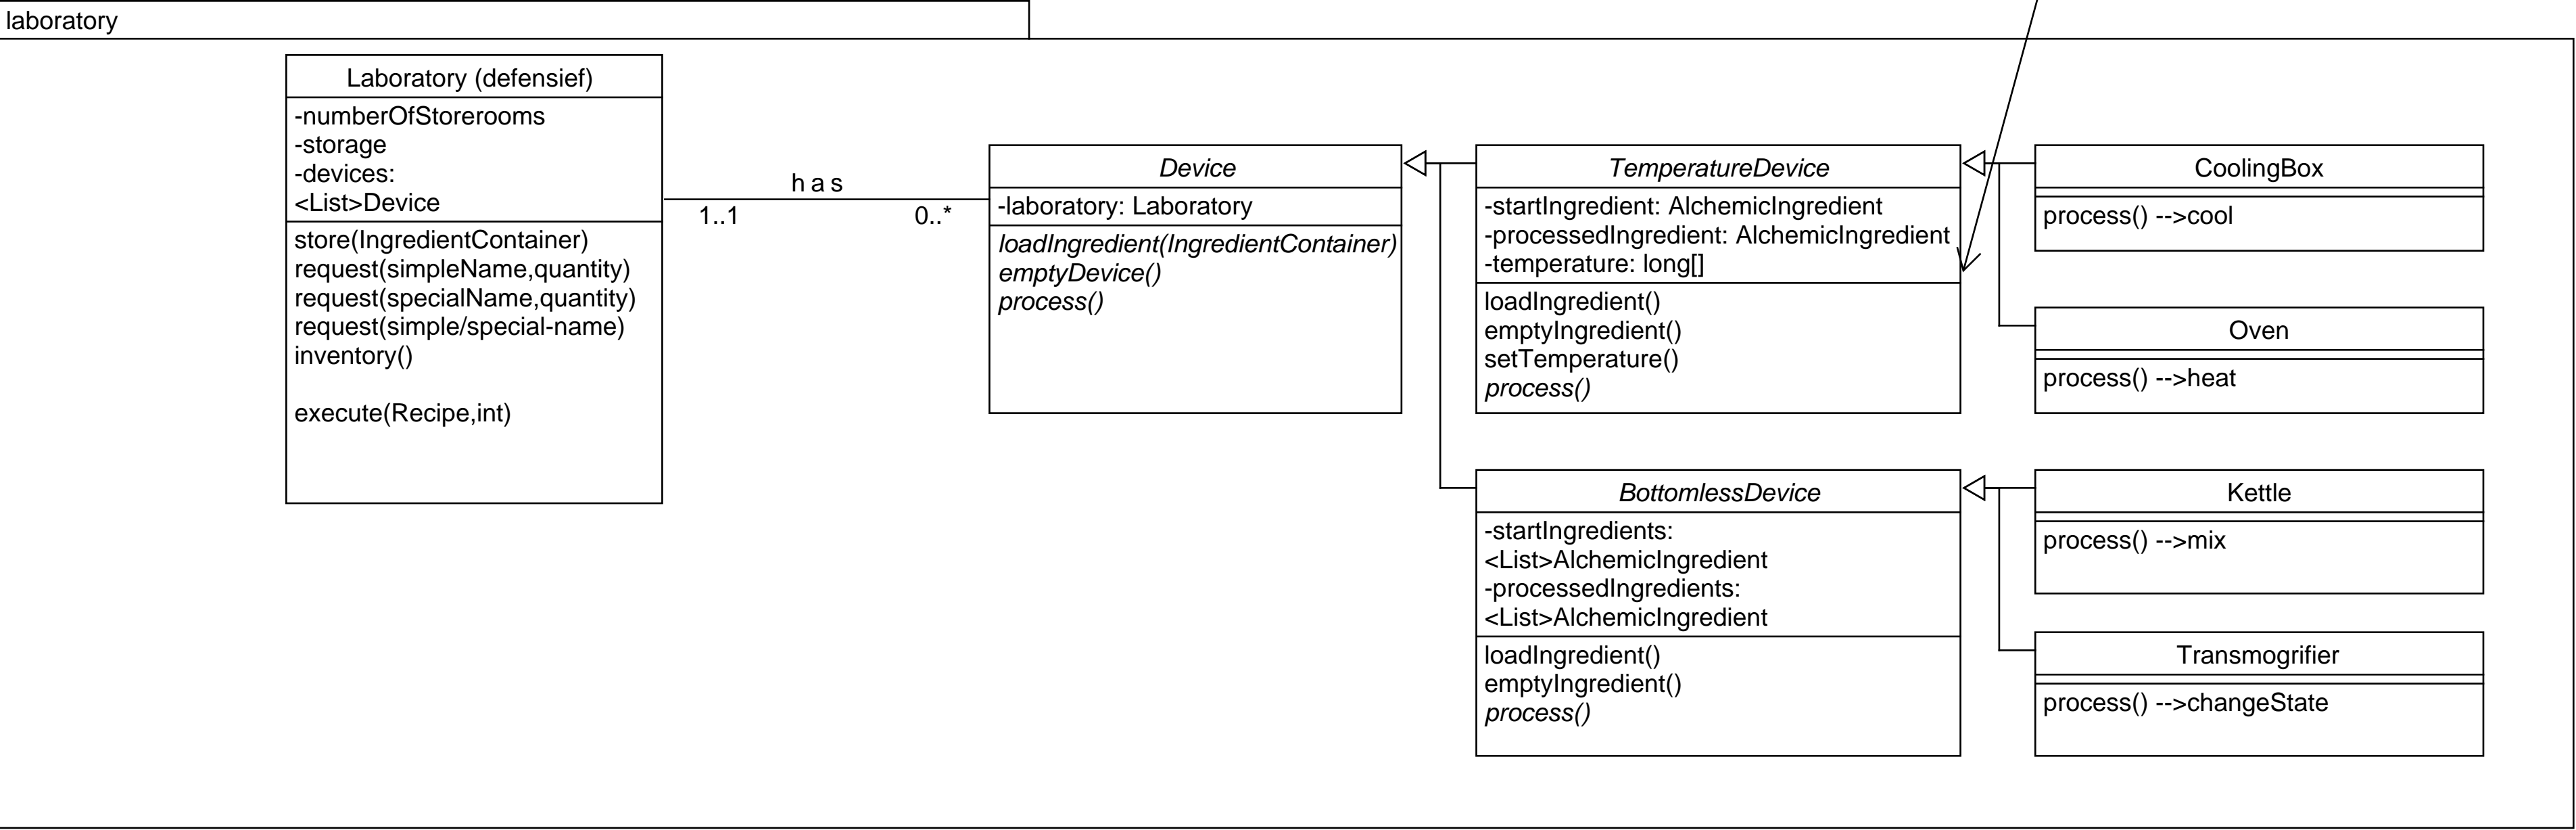 laboratory
Laboratory (defensief)
-numberOfStorerooms
-storage
-devices:
<List>Device
store(IngredientContainer)
request(simpleName,quantity)
request(specialName,quantity)
request(simple/special-name)
inventory()
execute(Recipe,int)
has
1..1
0..*
Device
-laboratory: Laboratory
loadIngredient(IngredientContainer)
emptyDevice()
process()
TemperatureDevice
-startIngredient: AlchemicIngredient
-processedIngredient: AlchemicIngredient
-temperature: long[]
loadIngredient()
emptyIngredient()
setTemperature()
process()
CoolingBox
process() -->cool
Oven
process() -->heat
BottomlessDevice
-startIngredients:
<List>AlchemicIngredient
-processedIngredients:
<List>AlchemicIngredient
loadIngredient()
emptyIngredient()
process()
Kettle
process() -->mix
Transmogrifier
process() -->changeState